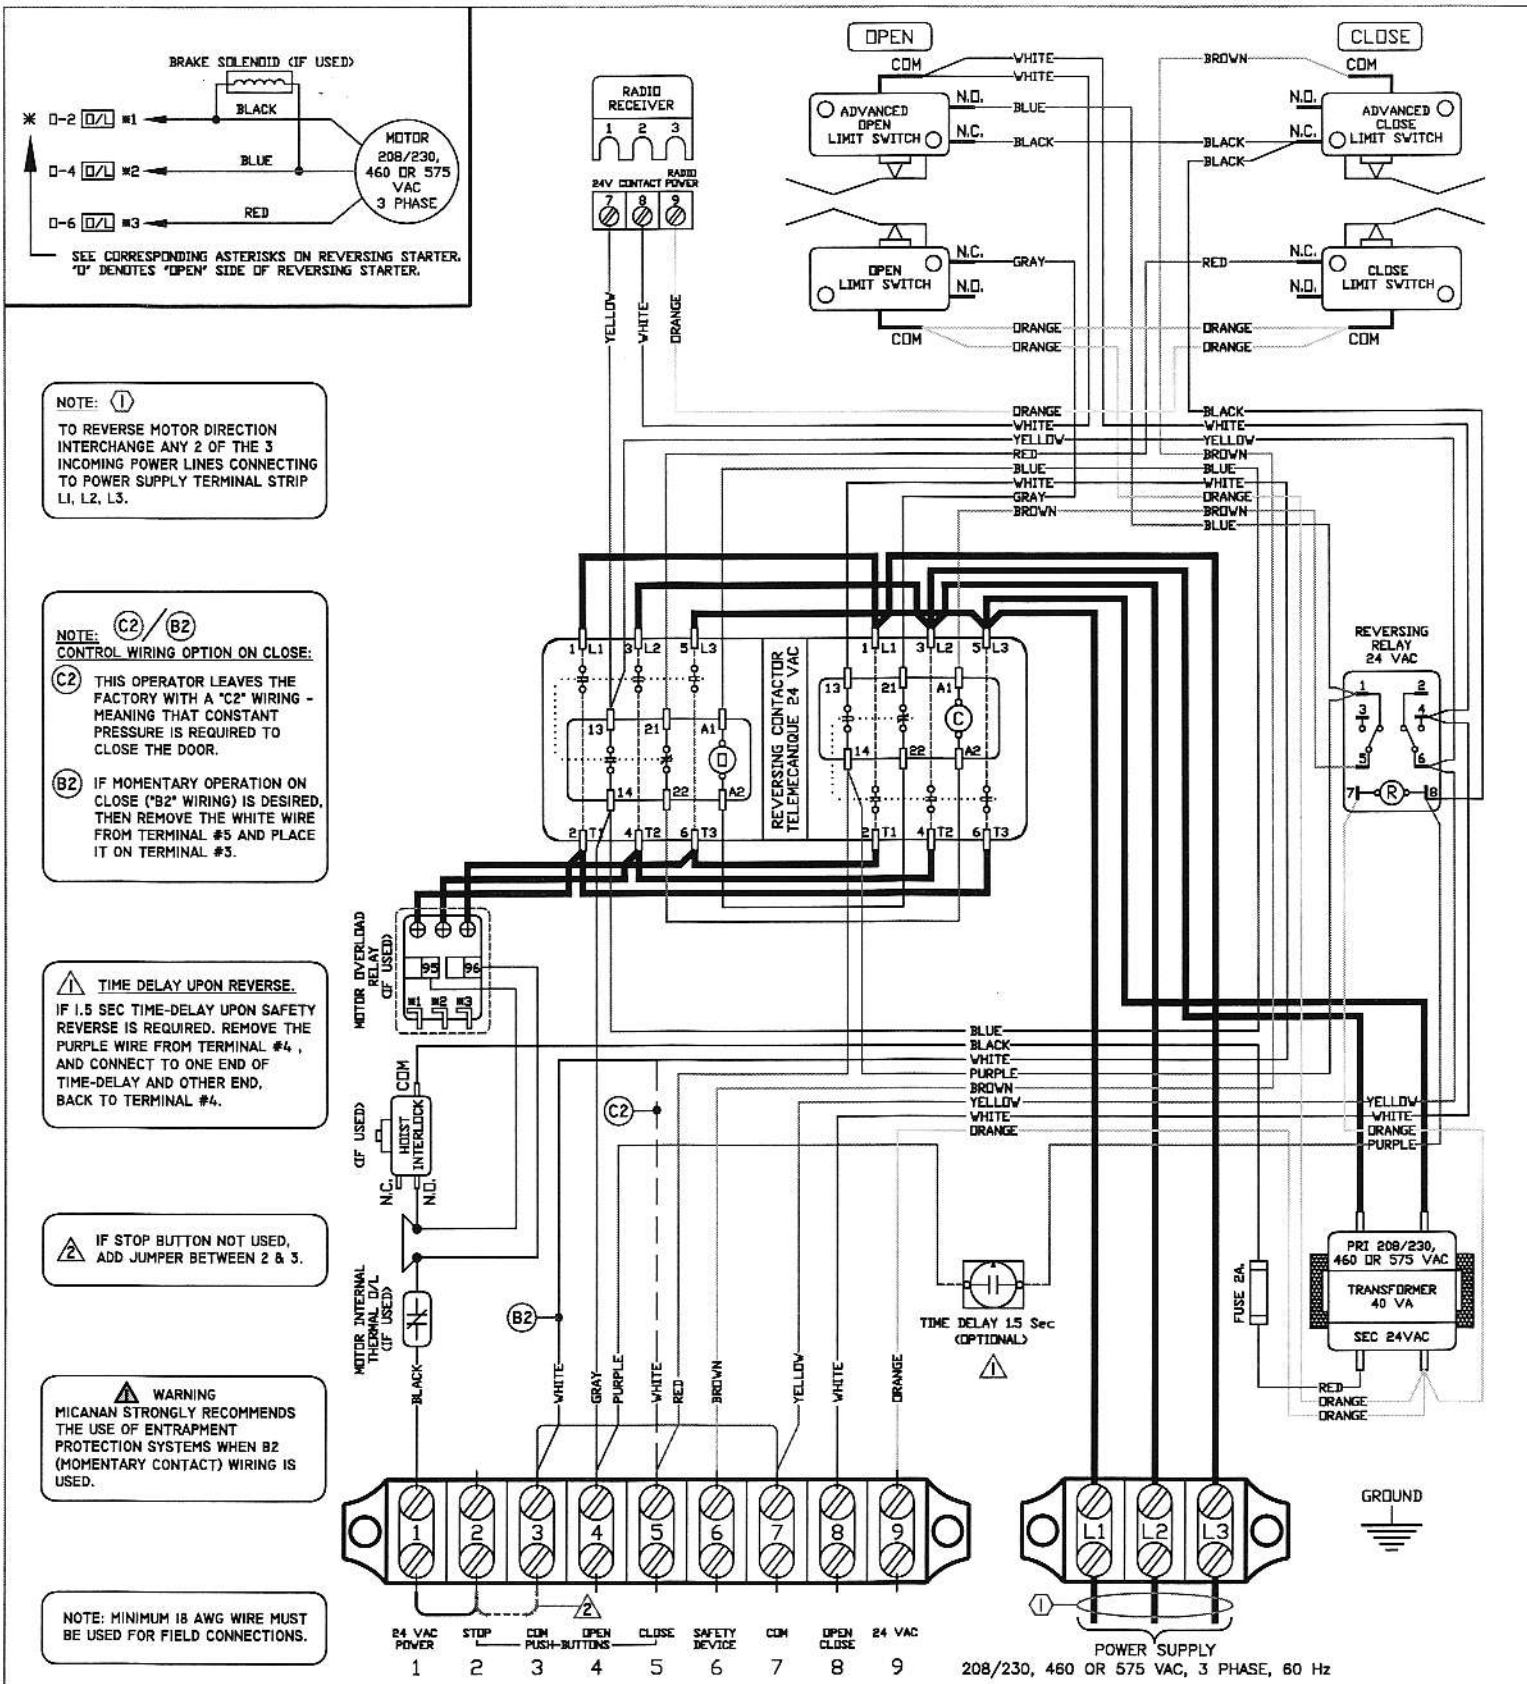 BRAKE SOLENOID (IF USED)
BLACK
* O-2 O/L *1
BLUE
O-4 O/L *2
RED
O-6 O/L *3
MOTOR
208/230,
460 OR 575
VAC
3 PHASE
SEE CORRESPONDING ASTERISKS ON REVERSING STARTER.
"O" DENOTES "OPEN" SIDE OF REVERSING STARTER.
NOTE: 1
TO REVERSE MOTOR DIRECTION
INTERCHANGE ANY 2 OF THE 3
INCOMING POWER LINES CONNECTING
TO POWER SUPPLY TERMINAL STRIP
L1, L2, L3.
NOTE: C2/B2
CONTROL WIRING OPTION ON CLOSE:
C2 THIS OPERATOR LEAVES THE
FACTORY WITH A "C2" WIRING -
MEANING THAT CONSTANT
PRESSURE IS REQUIRED TO
CLOSE THE DOOR.
B2 IF MOMENTARY OPERATION ON
CLOSE ("B2" WIRING) IS DESIRED,
THEN REMOVE THE WHITE WIRE
FROM TERMINAL #5 AND PLACE
IT ON TERMINAL #3.
1 TIME DELAY UPON REVERSE.
IF 1.5 SEC TIME-DELAY UPON SAFETY
REVERSE IS REQUIRED. REMOVE THE
PURPLE WIRE FROM TERMINAL #4 ,
AND CONNECT TO ONE END OF
TIME-DELAY AND OTHER END,
BACK TO TERMINAL #4.
2 IF STOP BUTTON NOT USED,
ADD JUMPER BETWEEN 2 & 3.
WARNING
MICANAN STRONGLY RECOMMENDS
THE USE OF ENTRAPMENT
PROTECTION SYSTEMS WHEN B2
(MOMENTARY CONTACT) WIRING IS
USED.
NOTE: MINIMUM 18 AWG WIRE MUST
BE USED FOR FIELD CONNECTIONS.
RADIO
RECEIVER
1 2 3
24V CONTACT RADIO POWER
7 8 9
YELLOW
WHITE
ORANGE
OPEN
COM
ADVANCED
OPEN
LIMIT SWITCH
N.O.
N.C.
OPEN
LIMIT SWITCH
N.C.
N.O.
COM
CLOSE
COM
ADVANCED
CLOSE
LIMIT SWITCH
N.O.
N.C.
CLOSE
LIMIT SWITCH
N.C.
N.O.
COM
WHITE BROWN
WHITE
BLUE
BLACK BLACK
BLACK
GRAY RED
ORANGE ORANGE
ORANGE ORANGE
ORANGE BLACK
WHITE WHITE
YELLOW YELLOW
RED BROWN
BLUE BLUE
WHITE WHITE
GRAY ORANGE
BROWN BROWN
BLUE
1 L1 3 L2 5 L3
13 21 A1
O
14 22 A2
2 T1 4 T2 6 T3
REVERSING CONTACTOR
TELEMECANIQUE 24 VAC
1 L1 3 L2 5 L3
13 21 A1
C
14 22 A2
2 T1 4 T2 6 T3
REVERSING
RELAY
24 VAC
1 2
3 4
5 6
7 R 8
MOTOR OVERLOAD
RELAY
(IF USED)
95 96
*1 *2 *3
COM
HOIST
INTERLOCK
(IF USED)
N.C.
N.O.
MOTOR INTERNAL
THERMAL O/L
(IF USED)
C2
B2
BLUE
BLACK
WHITE
PURPLE
BROWN
YELLOW YELLOW
WHITE WHITE
ORANGE ORANGE
PURPLE
TIME DELAY 1.5 Sec
(OPTIONAL)
1
FUSE 2A.
PRI 208/230,
460 OR 575 VAC
TRANSFORMER
40 VA
SEC 24VAC
RED
ORANGE
ORANGE
BLACK
WHITE
GRAY
PURPLE
WHITE
RED
BROWN
YELLOW
WHITE
ORANGE
1 2 3 4 5 6 7 8 9
L1 L2 L3
GROUND
2
1
24 VAC
POWER
STOP
COM
OPEN
CLOSE
PUSH-BUTTONS
SAFETY
DEVICE
COM
OPEN
CLOSE
24 VAC
1 2 3 4 5 6 7 8 9
POWER SUPPLY
208/230, 460 OR 575 VAC, 3 PHASE, 60 Hz